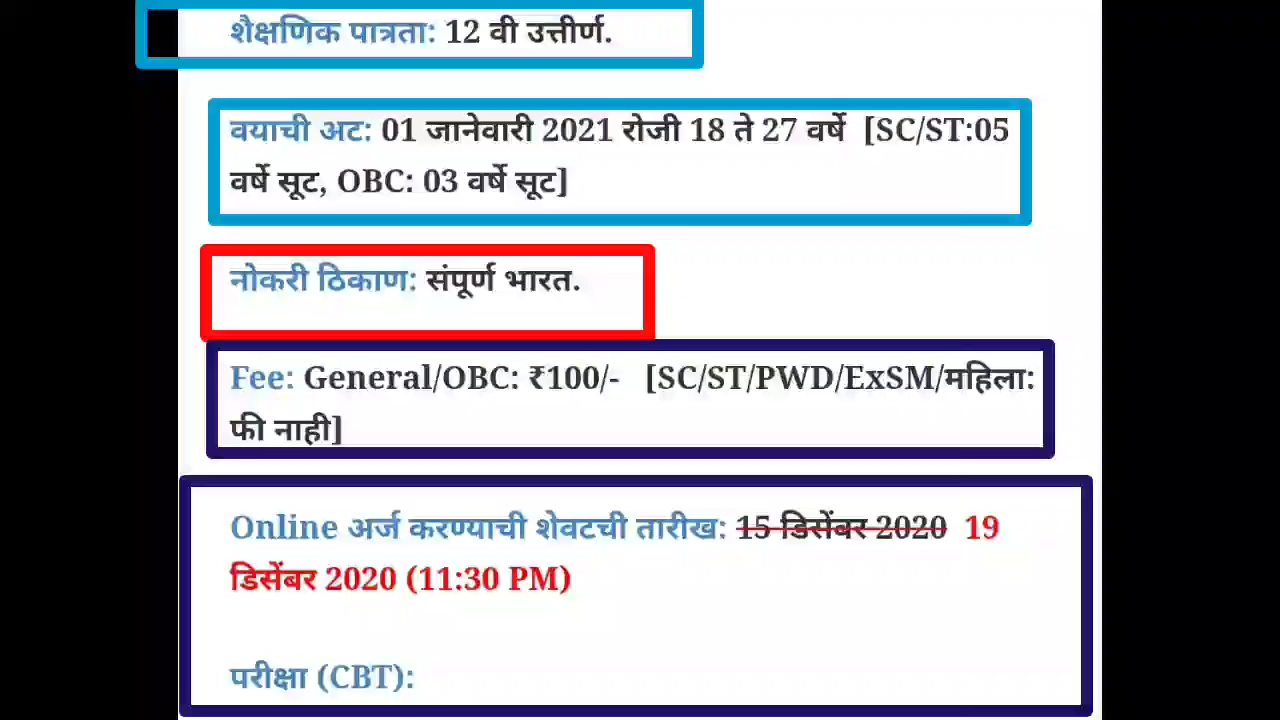 शैक्षणिक पात्रता: 12 वी उत्तीर्ण.
वयाची अट: 01 जानेवारी 2021 रोजी 18 ते 27 वर्षे [SC/ST:05
वर्षे सूट, OBC: 03 वर्षे सूट]
नोकरी ठिकाण: संपूर्ण भारत.
Fee: General/OBC: ₹100/- [SC/ST/PWD/ExSM/महिला:
फी नाही]
Online अर्ज करण्याची शेवटची तारीख: 15 डिसेंबर 2020 19
डिसेंबर 2020 (11:30 PM)
परीक्षा (CBT):